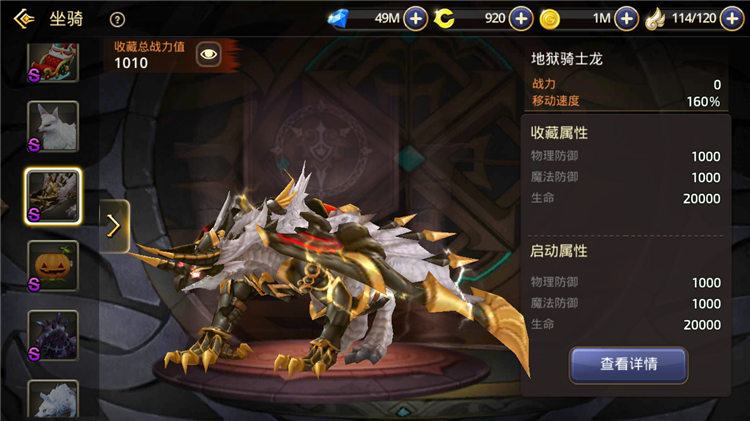 坐骑 ? 49M 920 1M 114/120
收藏总战力值
1010
S
S
S
S
S
地狱骑士龙
战力 0
移动速度 160%
收藏属性
物理防御 1000
魔法防御 1000
生命 20000
启动属性
物理防御 1000
魔法防御 1000
生命 20000
查看详情